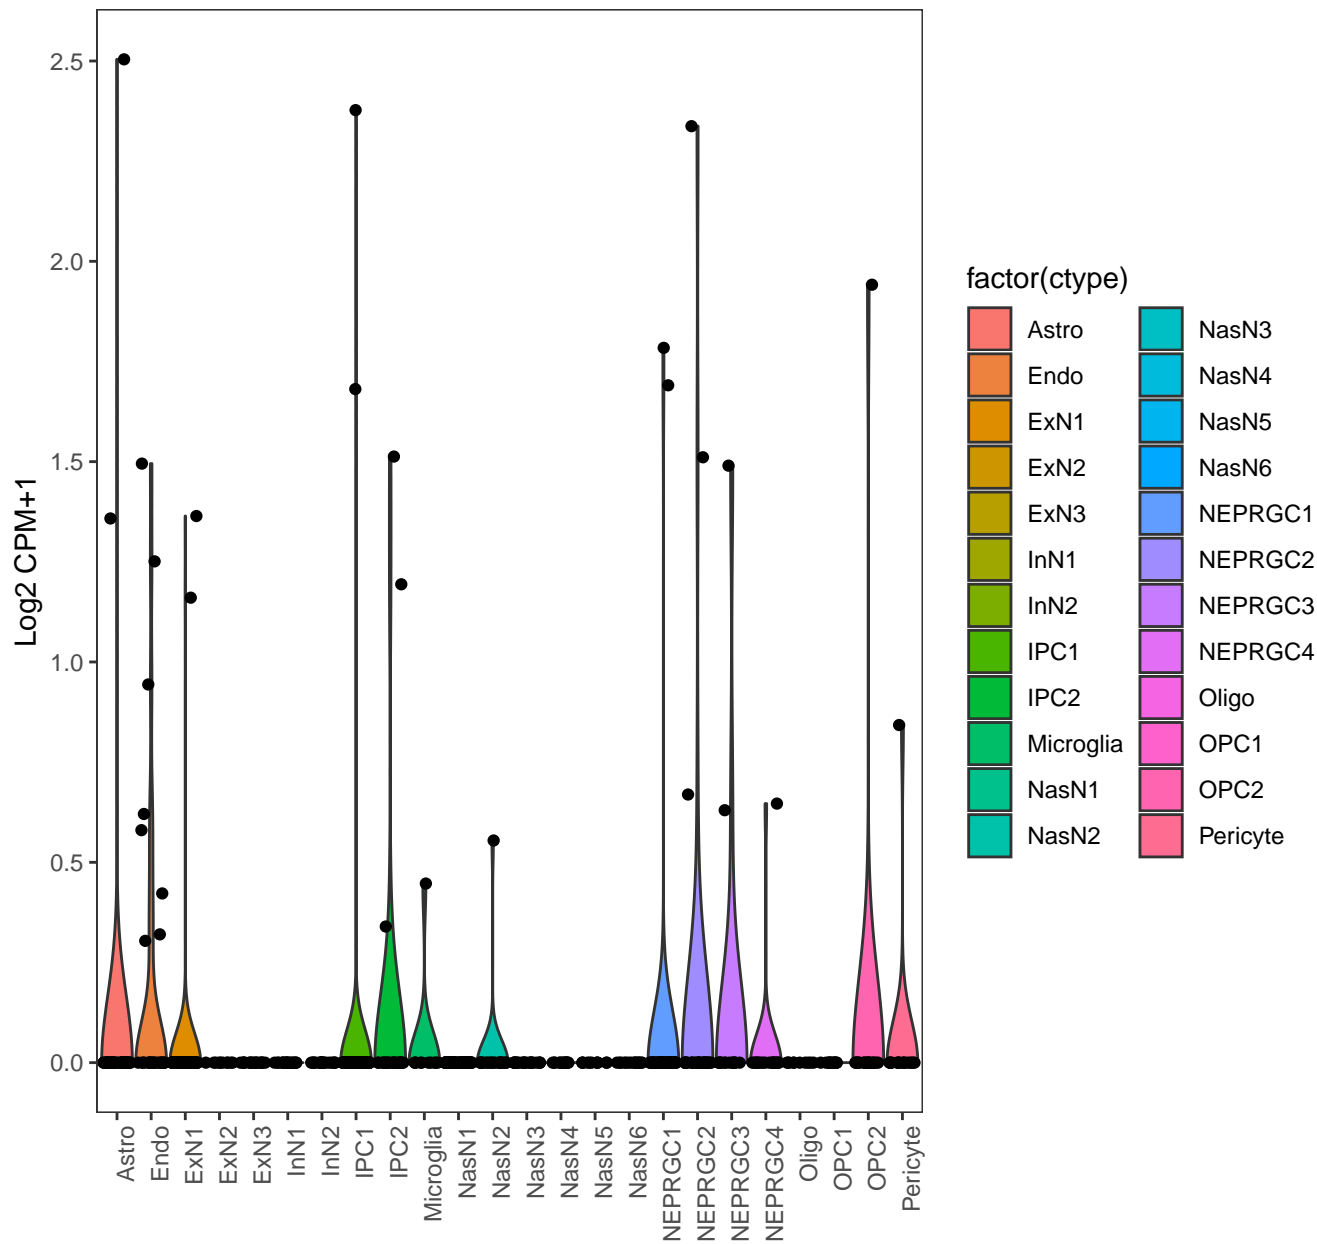 2.5
2.0
1.5
1.0
0.5
0.0
Log2 CPM+1
Astro
Endo
ExN1
ExN2
ExN3
InN1
InN2
IPC1
IPC2
Microglia
NasN1
NasN2
NasN3
NasN4
NasN5
NasN6
NEPRGC1
NEPRGC2
NEPRGC3
NEPRGC4
Oligo
OPC1
OPC2
Pericyte
factor(ctype)
Astro
Endo
ExN1
ExN2
ExN3
InN1
InN2
IPC1
IPC2
Microglia
NasN1
NasN2
NasN3
NasN4
NasN5
NasN6
NEPRGC1
NEPRGC2
NEPRGC3
NEPRGC4
Oligo
OPC1
OPC2
Pericyte